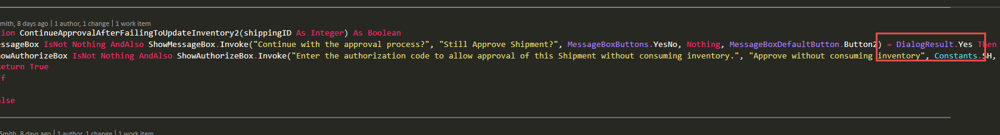 mith, 8 days ago | 1 author, 1 change | 1 work item
tion ContinueApprovalAfterFailingToUpdateInventory2(shippingID As Integer) As Boolean
essageBox IsNot Nothing AndAlso ShowMessageBox.Invoke("Continue with the approval process?", "Still Approve Shipment?", MessageBoxButtons.YesNo, Nothing, MessageBoxDefaultButton.Button2) = DialogResult.Yes Then
howAuthorizeBox IsNot Nothing AndAlso ShowAuthorizeBox.Invoke("Enter the authorization code to allow approval of this Shipment without consuming inventory.", "Approve without consuming inventory", Constants.SH,
Return True
If
alse
Smith, 8 days ago | 1 author, 1 change | 1 work item